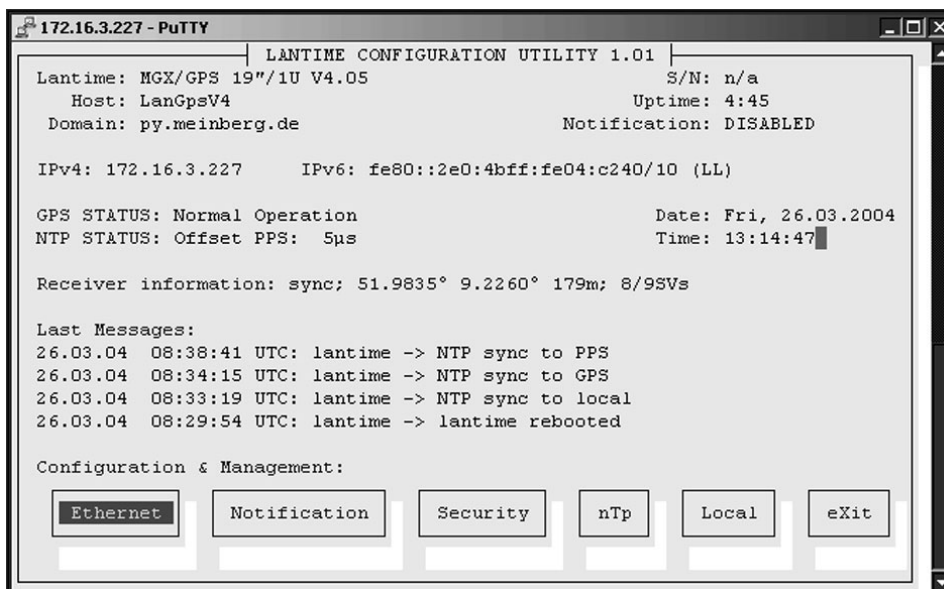 172.16.3.227 - PuTTY
LANTIME CONFIGURATION UTILITY 1.01
Lantime: MGX/GPS 19"/1U V4.05 S/N: n/a
Host: LanGpsV4 Uptime: 4:45
Domain: py.meinberg.de Notification: DISABLED
IPv4: 172.16.3.227 IPv6: fe80::2e0:4bff:fe04:c240/10 (LL)
GPS STATUS: Normal Operation Date: Fri, 26.03.2004
NTP STATUS: Offset PPS: 5µs Time: 13:14:47
Receiver information: sync; 51.9835° 9.2260° 179m; 8/9SVs
Last Messages:
26.03.04 08:38:41 UTC: lantime -> NTP sync to PPS
26.03.04 08:34:15 UTC: lantime -> NTP sync to GPS
26.03.04 08:33:19 UTC: lantime -> NTP sync to local
26.03.04 08:29:54 UTC: lantime -> lantime rebooted
Configuration & Management:
Ethernet Notification Security nTp Local eXit